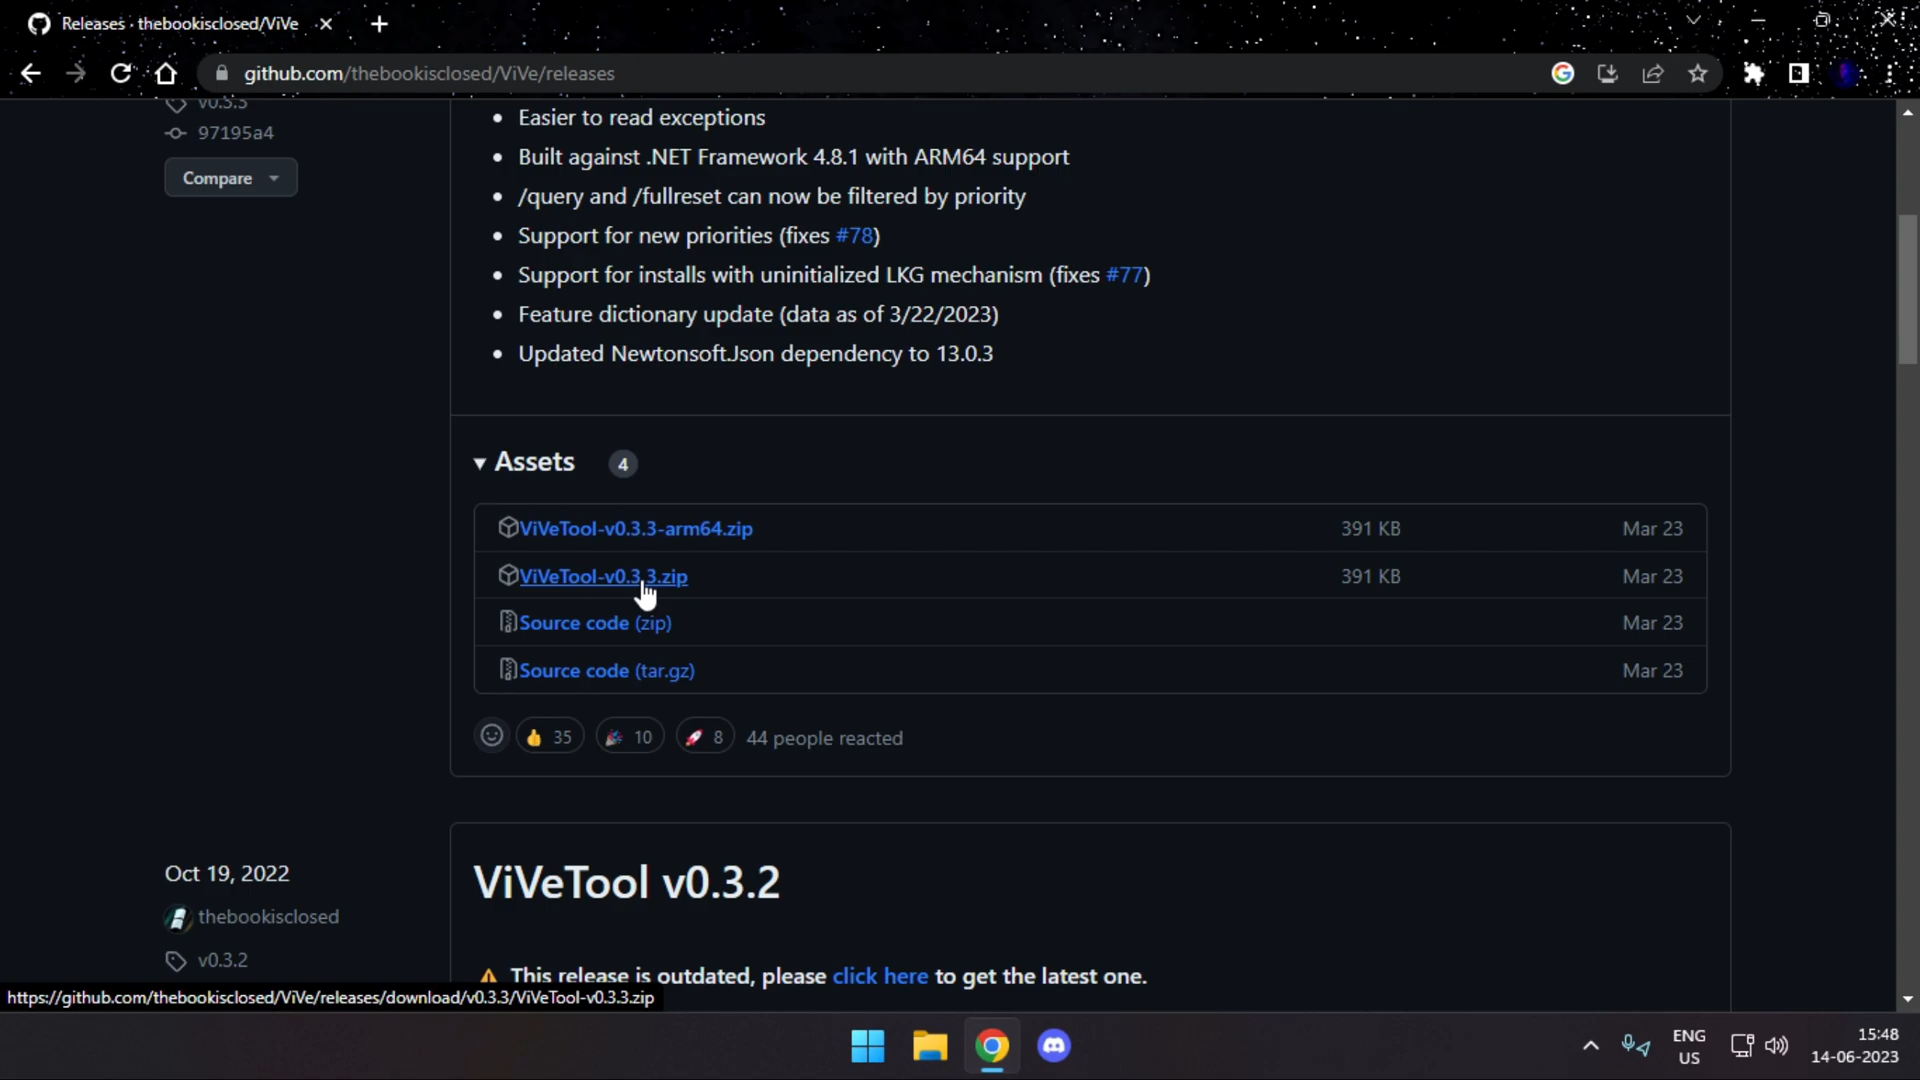 Releases · thebookisclosed/ViVe
github.com/thebookisclosed/ViVe/releases
v0.3.3
97195a4
Compare
Easier to read exceptions
Built against .NET Framework 4.8.1 with ARM64 support
/query and /fullreset can now be filtered by priority
Support for new priorities (fixes #78)
Support for installs with uninitialized LKG mechanism (fixes #77)
Feature dictionary update (data as of 3/22/2023)
Updated Newtonsoft.Json dependency to 13.0.3
Assets 4
ViVeTool-v0.3.3-arm64.zip 391 KB Mar 23
ViVeTool-v0.3.3.zip 391 KB Mar 23
Source code (zip) Mar 23
Source code (tar.gz) Mar 23
35 10 8 44 people reacted
Oct 19, 2022
thebookisclosed
v0.3.2
ViVeTool v0.3.2
This release is outdated, please click here to get the latest one.
https://github.com/thebookisclosed/ViVe/releases/download/v0.3.3/ViVeTool-v0.3.3.zip
ENG
US
15:48
14-06-2023